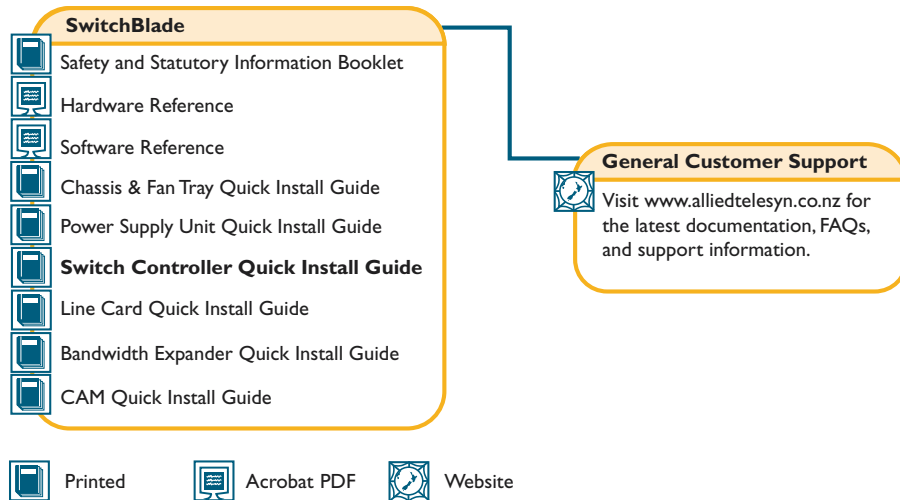 SwitchBlade
Safety and Statutory Information Booklet
Hardware Reference
Software Reference
Chassis & Fan Tray Quick Install Guide
Power Supply Unit Quick Install Guide
Switch Controller Quick Install Guide
Line Card Quick Install Guide
Bandwidth Expander Quick Install Guide
CAM Quick Install Guide
General Customer Support
Visit www.alliedtelesyn.co.nz for
the latest documentation, FAQs,
and support information.
Printed
Acrobat PDF
Website